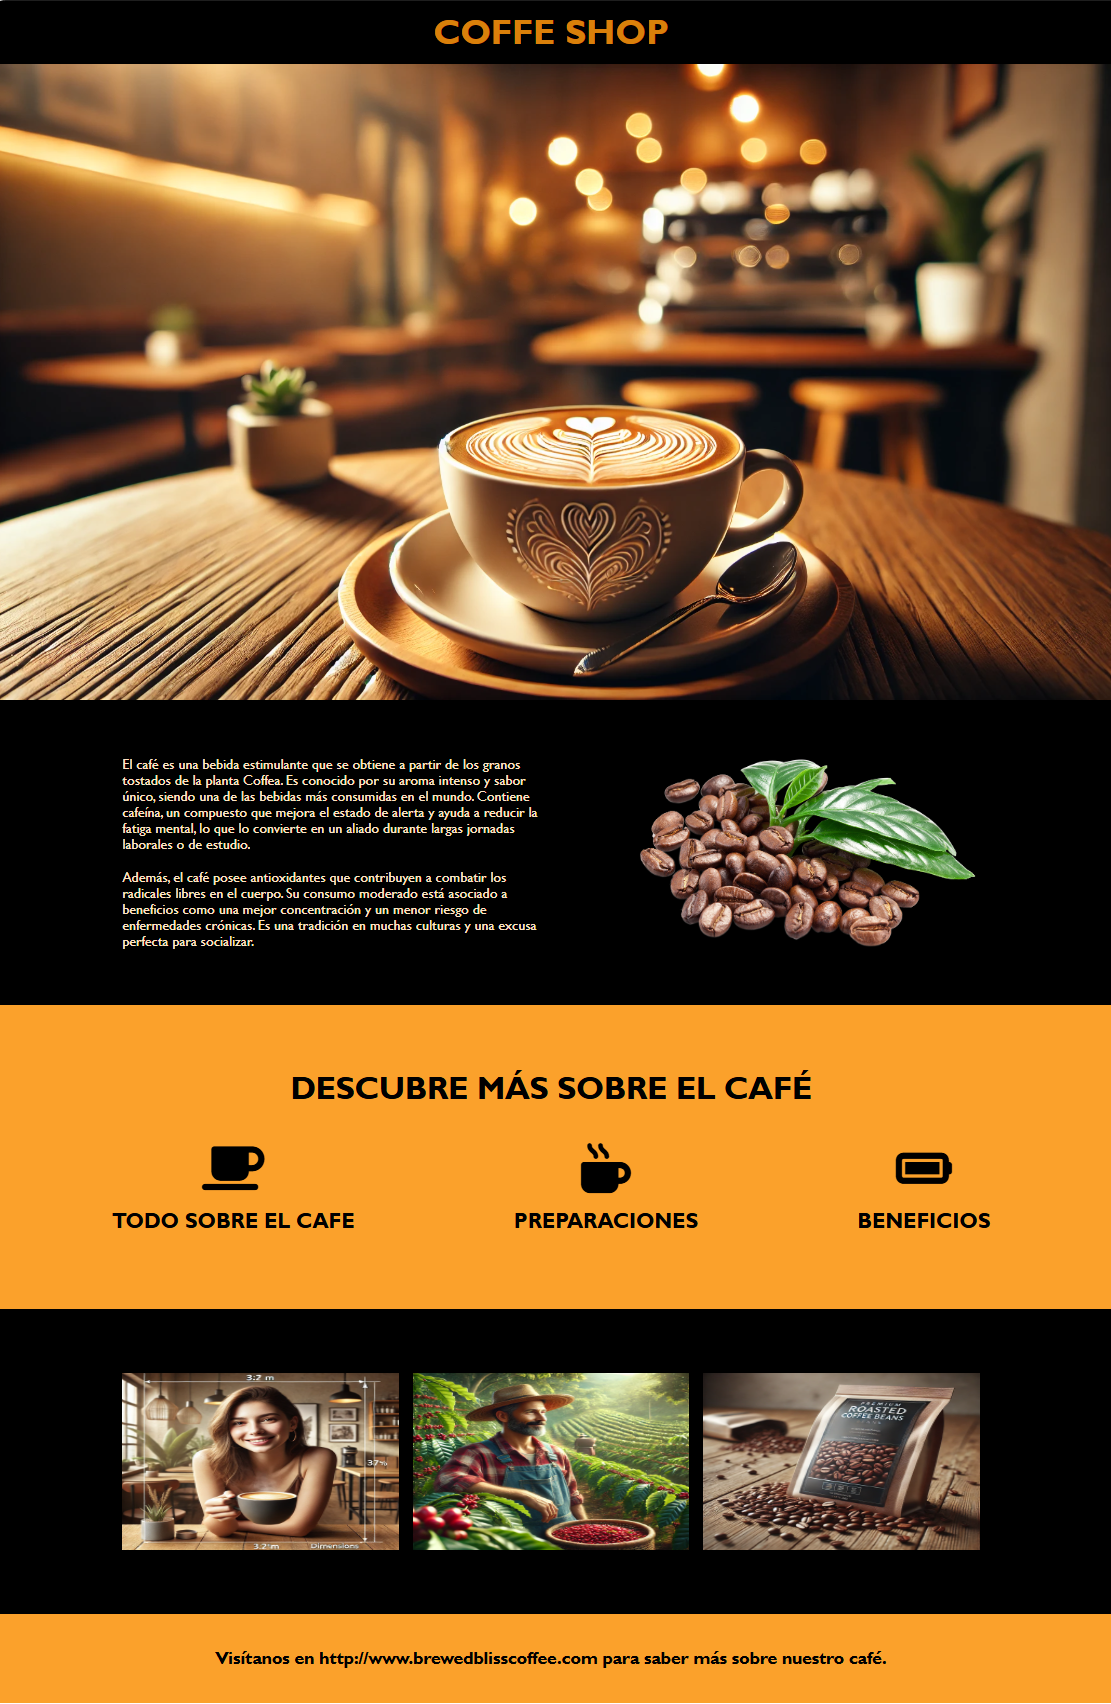 COFFE SHOP
El café es una bebida estimulante que se obtiene a partir de los granos
tostados de la planta Coffea. Es conocido por su aroma intenso y sabor
único, siendo una de las bebidas más consumidas en el mundo. Contiene
cafeína, un compuesto que mejora el estado de alerta y ayuda a reducir la
fatiga mental, lo que lo convierte en un aliado durante largas jornadas
laborales o de estudio.
Además, el café posee antioxidantes que contribuyen a combatir los
radicales libres en el cuerpo. Su consumo moderado está asociado a
beneficios como una mejor concentración y un menor riesgo de
enfermedades crónicas. Es una tradición en muchas culturas y una excusa
perfecta para socializar.
DESCUBRE MÁS SOBRE EL CAFÉ
TODO SOBRE EL CAFE
PREPARACIONES
BENEFICIOS
3.2 m
Dimensions
PREMIUM
ROASTED
COFFEE BEANS
Visítanos en http://www.brewedblisscoffee.com para saber más sobre nuestro café.